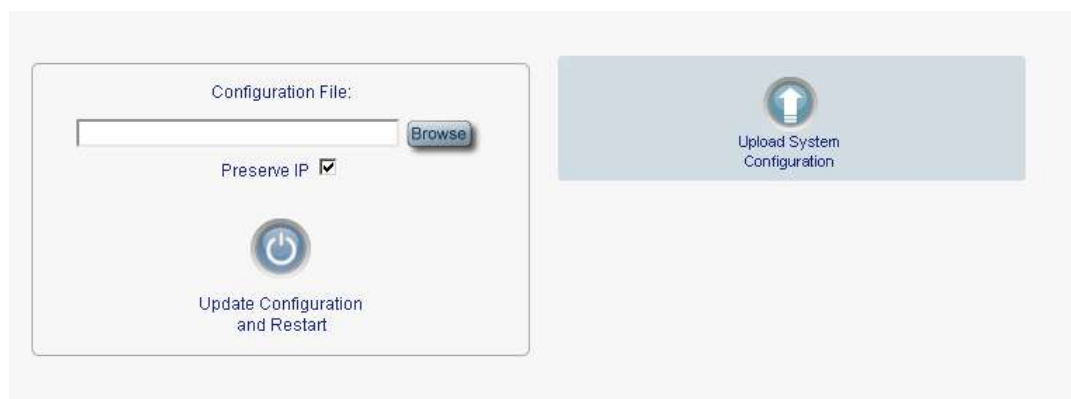 Configuration File:
Browse
Preserve IP
Update Configuration
and Restart
Upload System
Configuration